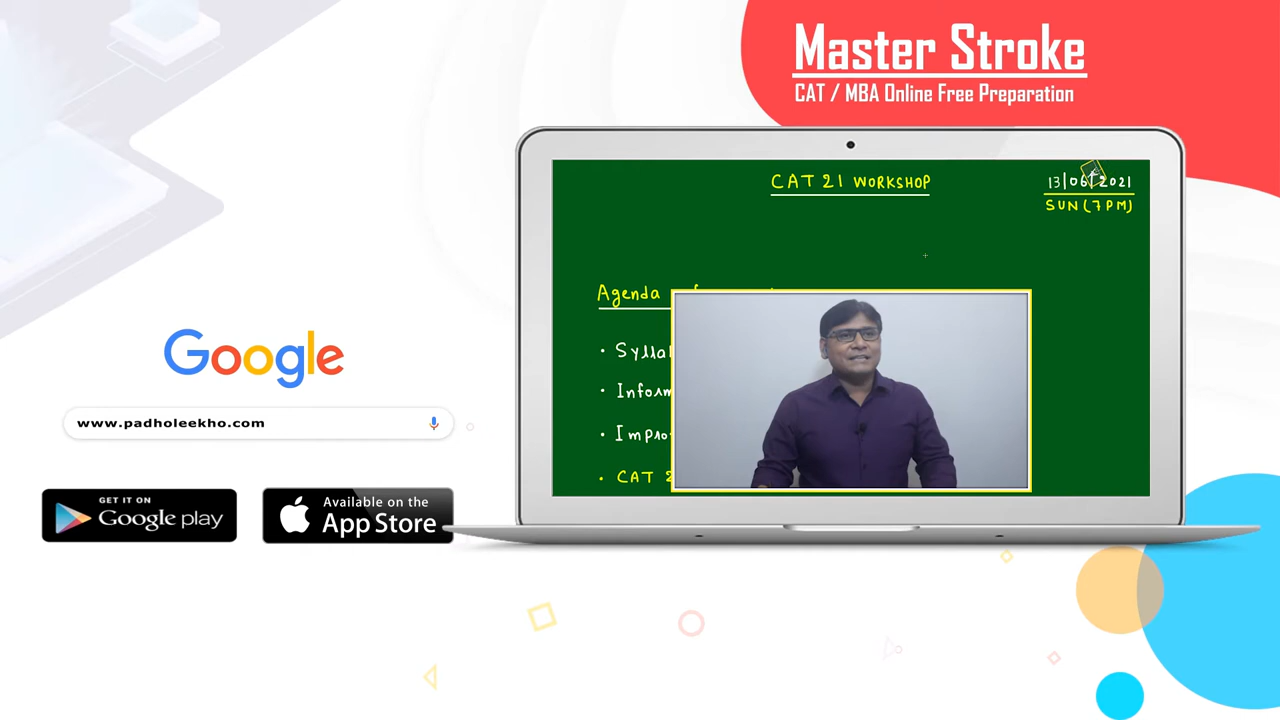 Master Stroke
CAT / MBA Online Free Preparation
CAT 21 WORKSHOP
13|06|2021
SUN (7 PM)
Agenda
CAT
Google
www.padholeekho.com
GET IT ON
Google play
Available on the
App Store